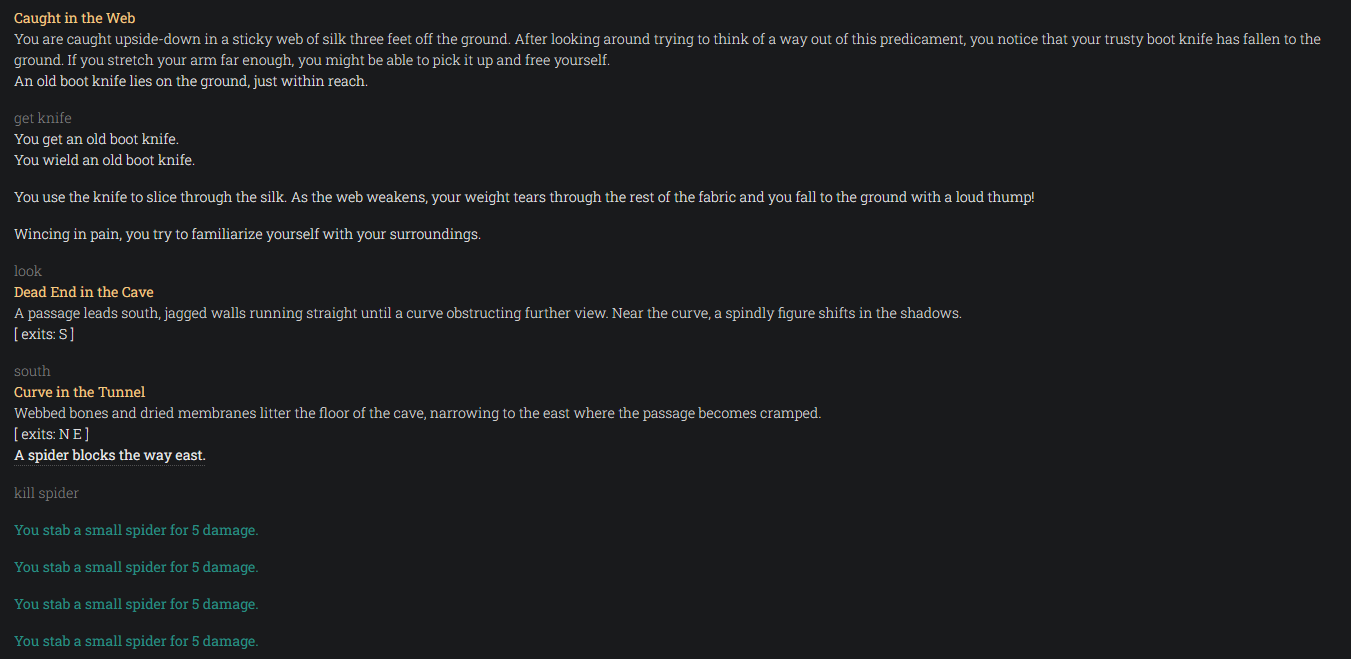 Caught in the Web
You are caught upside-down in a sticky web of silk three feet off the ground. After looking around trying to think of a way out of this predicament, you notice that your trusty boot knife has fallen to the
ground. If you stretch your arm far enough, you might be able to pick it up and free yourself.
An old boot knife lies on the ground, just within reach.
get knife
You get an old boot knife.
You wield an old boot knife.
You use the knife to slice through the silk. As the web weakens, your weight tears through the rest of the fabric and you fall to the ground with a loud thump!
Wincing in pain, you try to familiarize yourself with your surroundings.
look
Dead End in the Cave
A passage leads south, jagged walls running straight until a curve obstructing further view. Near the curve, a spindly figure shifts in the shadows.
[ exits: S ]
south
Curve in the Tunnel
Webbed bones and dried membranes litter the floor of the cave, narrowing to the east where the passage becomes cramped.
[ exits: N E ]
A spider blocks the way east.
kill spider
You stab a small spider for 5 damage.
You stab a small spider for 5 damage.
You stab a small spider for 5 damage.
You stab a small spider for 5 damage.